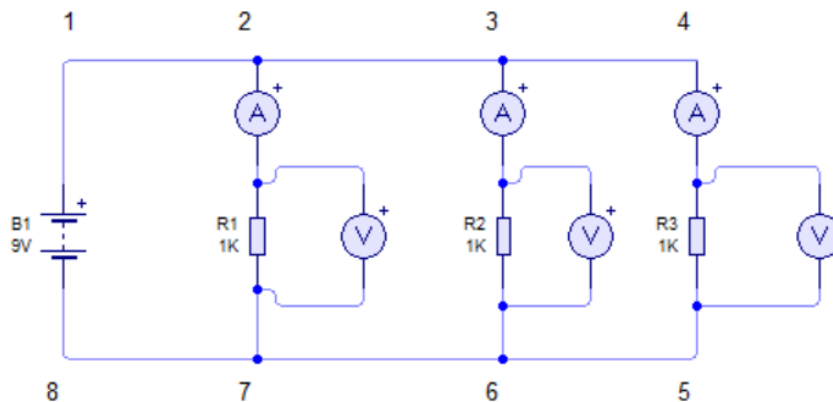 1 2 3 4
+ + +
A A A
+ + +
B1 R1 V R2 V R3 V
9V 1K 1K 1K
8 7 6 5